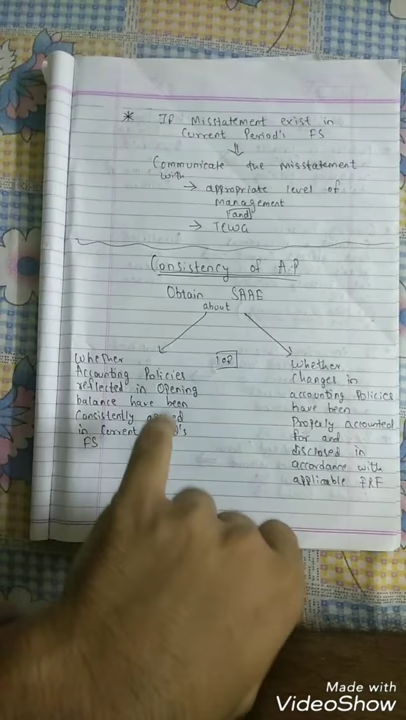 * IP Misstatement exist in
Current Period's FS
Communicate the misstatement
with
→ appropriate level of
management
and
→ TCWG
Consistency of A.P
Obtain SAAE
about
Whether
Accounting Policies
reflected in Opening
balance have been
Consistently
in Current
FS
Whether
Changes in
accounting Policies
have been
Properly accounted
for and
disclosed in
accordance with
applicable FRF
Made with
VideoShow